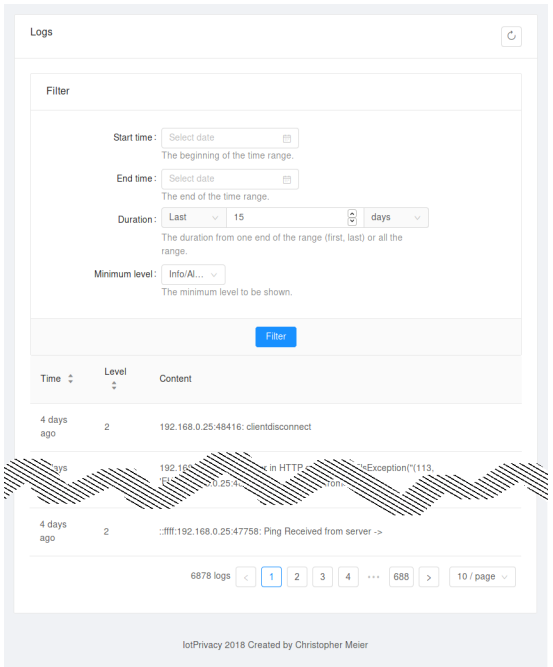 Logs
Filter
Start time :
Select date
The beginning of the time range.
End time :
Select date
The end of the time range.
Duration :
Last
15
days
The duration from one end of the range (first, last) or all the
range.
Minimum level :
Info/Al...
The minimum level to be shown.
Filter
Time
Level
Content
4 days
ago
2
192.168.0.25:48416: clientdisconnect
in HTTP
4 days
ago
2
::ffff:192.168.0.25:47758: Ping Received from server ->
6878 logs
<
1
2
3
4
•••
688
>
10 / page
IotPrivacy 2018 Created by Christopher Meier